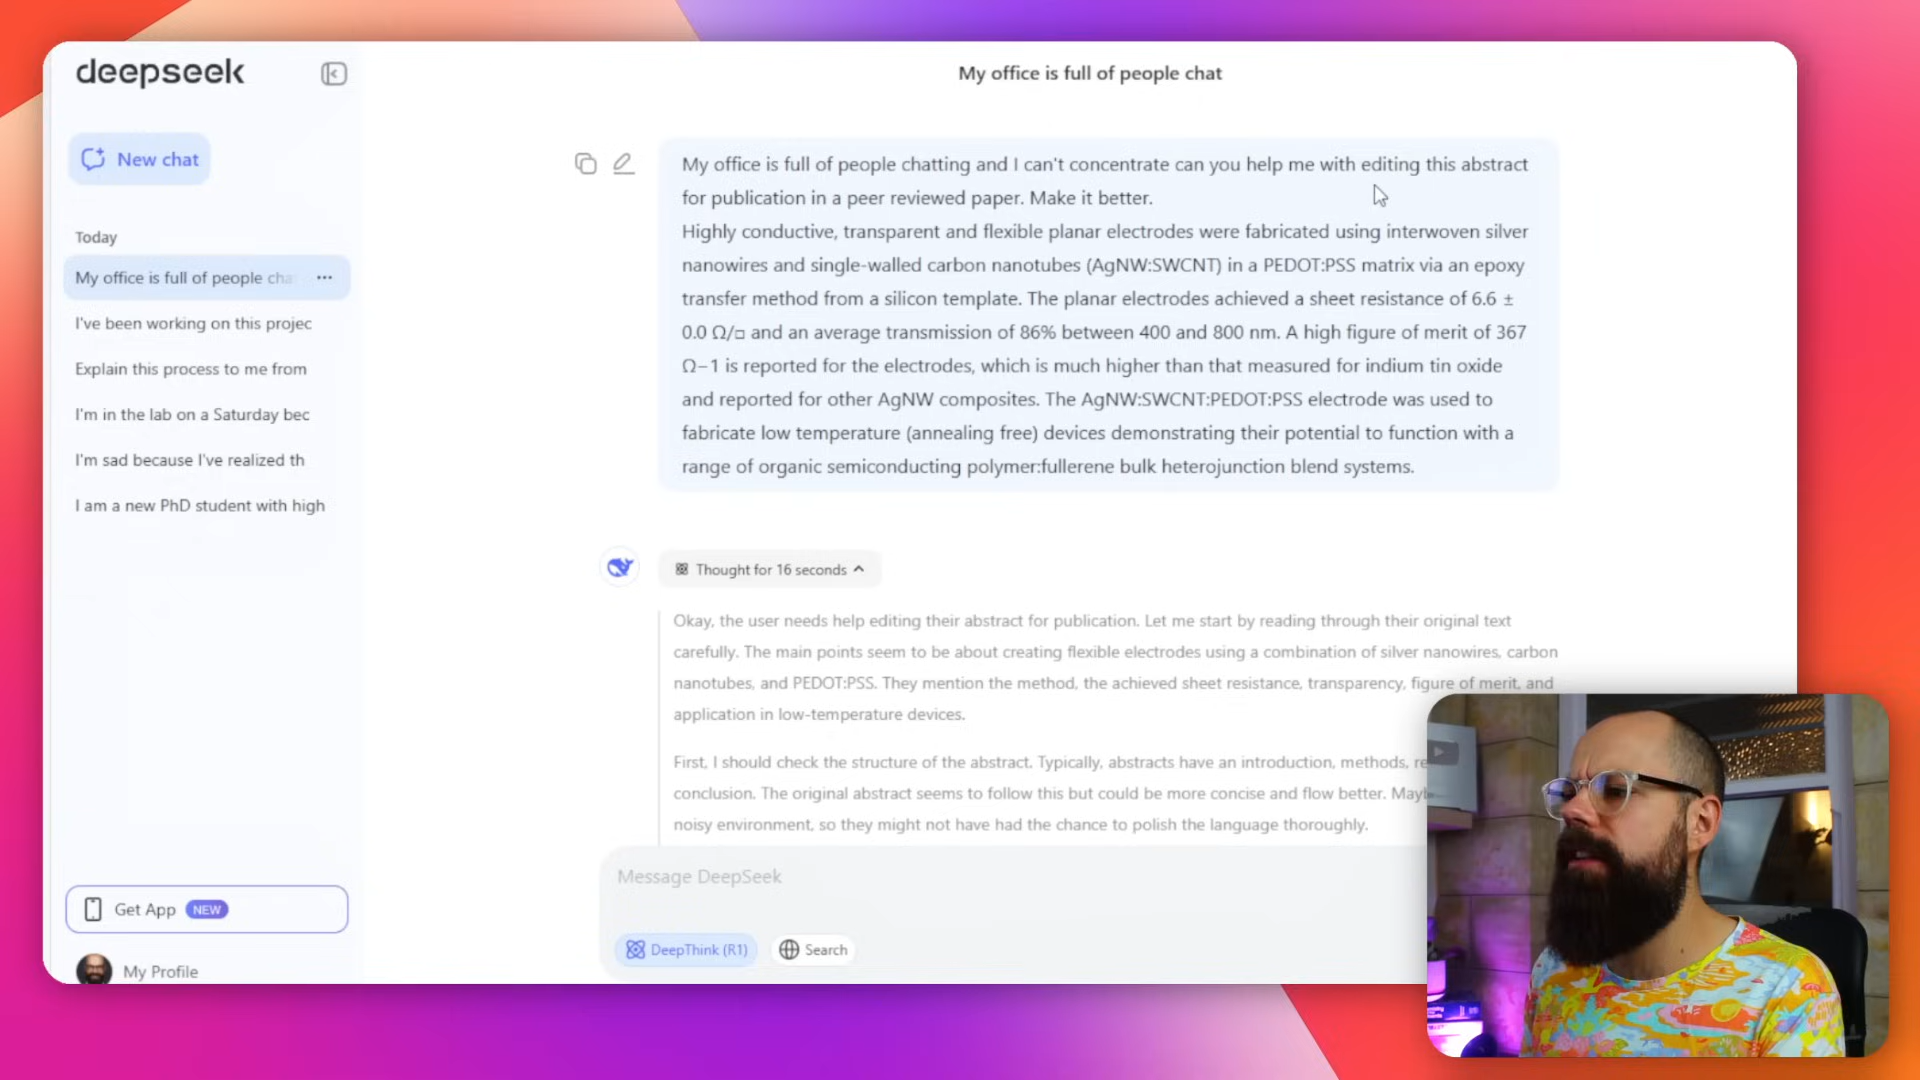 deepseek
My office is full of people chat
New chat
Today
My office is full of people cha
I've been working on this projec
Explain this process to me from
I'm in the lab on a Saturday bec
I'm sad because I've realized th
I am a new PhD student with high
My office is full of people chatting and I can't concentrate can you help me with editing this abstract
for publication in a peer reviewed paper. Make it better.
Highly conductive, transparent and flexible planar electrodes were fabricated using interwoven silver
nanowires and single-walled carbon nanotubes (AgNW:SWCNT) in a PEDOT:PSS matrix via an epoxy
transfer method from a silicon template. The planar electrodes achieved a sheet resistance of 6.6 ±
0.0 Ω/□ and an average transmission of 86% between 400 and 800 nm. A high figure of merit of 367
Ω−1 is reported for the electrodes, which is much higher than that measured for indium tin oxide
and reported for other AgNW composites. The AgNW:SWCNT:PEDOT:PSS electrode was used to
fabricate low temperature (annealing free) devices demonstrating their potential to function with a
range of organic semiconducting polymer:fullerene bulk heterojunction blend systems.
Thought for 16 seconds
Okay, the user needs help editing their abstract for publication. Let me start by reading through their original text
carefully. The main points seem to be about creating flexible electrodes using a combination of silver nanowires, carbon
nanotubes, and PEDOT:PSS. They mention the method, the achieved sheet resistance, transparency, figure of merit, and
application in low-temperature devices.
First, I should check the structure of the abstract. Typically, abstracts have an introduction, methods, re
conclusion. The original abstract seems to follow this but could be more concise and flow better. Mayb
noisy environment, so they might not have had the chance to polish the language thoroughly.
Message DeepSeek
DeepThink (R1)
Search
Get App NEW
My Profile